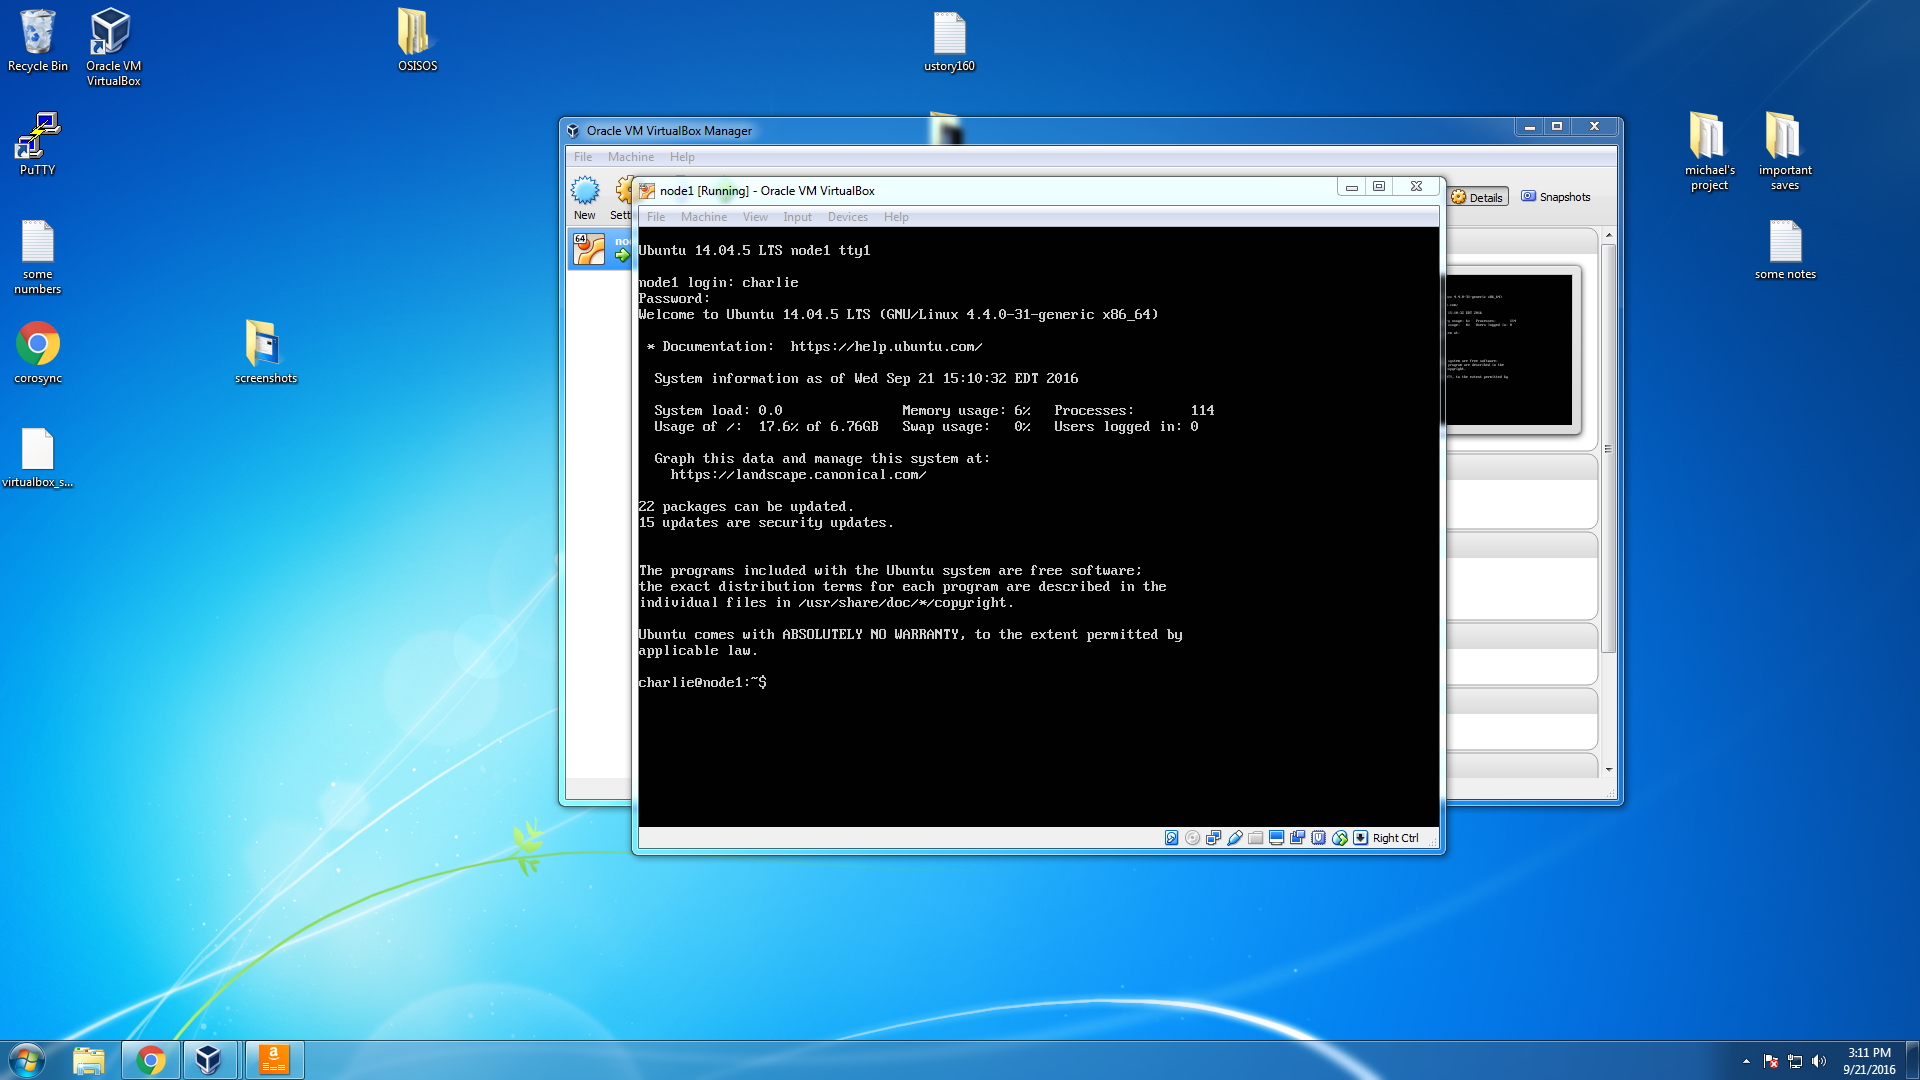 Recycle Bin
Oracle VM
VirtualBox
OSISOS
ustory160
PuTTY
some
numbers
corosync
screenshots
virtualbox_s...
michael's
project
important
saves
some notes
Oracle VM VirtualBox Manager
File Machine Help
New
Sett
64
no
Details
Snapshots
node1 [Running] - Oracle VM VirtualBox
File Machine View Input Devices Help
Ubuntu 14.04.5 LTS node1 tty1
node1 login: charlie
Password:
Welcome to Ubuntu 14.04.5 LTS (GNU/Linux 4.4.0-31-generic x86_64)
* Documentation: https://help.ubuntu.com/
System information as of Wed Sep 21 15:10:32 EDT 2016
System load: 0.0 Memory usage: 6% Processes: 114
Usage of /: 17.6% of 6.76GB Swap usage: 0% Users logged in: 0
Graph this data and manage this system at:
https://landscape.canonical.com/
22 packages can be updated.
15 updates are security updates.
The programs included with the Ubuntu system are free software;
the exact distribution terms for each program are described in the
individual files in /usr/share/doc/*/copyright.
Ubuntu comes with ABSOLUTELY NO WARRANTY, to the extent permitted by
applicable law.
charlie@node1:~$
Right Ctrl
3:11 PM
9/21/2016